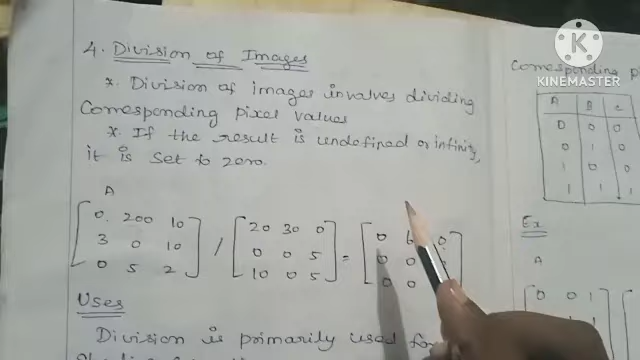 4. Division of Images
*. Division of images involves dividing
Corresponding pixel values
*. If the result is undefined or infinity,
it is set to zero.
A
0. 200 10
3 0 10
0 5 2
/
20 30 0
0 0 5
10 0 5
=
0 6 0
0 0
0 0
Uses
Division is primarily used for
Corresponding
A B C
0 0 0
0 1 0
1 0 0
1 1 1
Ex
A
0 0 1
KINEMASTER